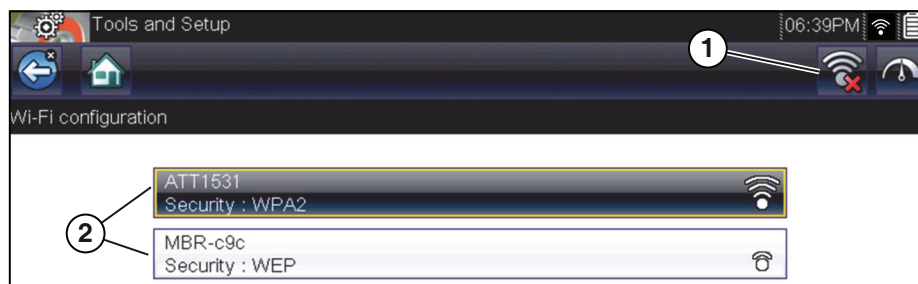 Tools and Setup
06:39PM
1
Wi-Fi configuration
ATT1531
Security : WPA2
2
MBR-c9c
Security : WEP